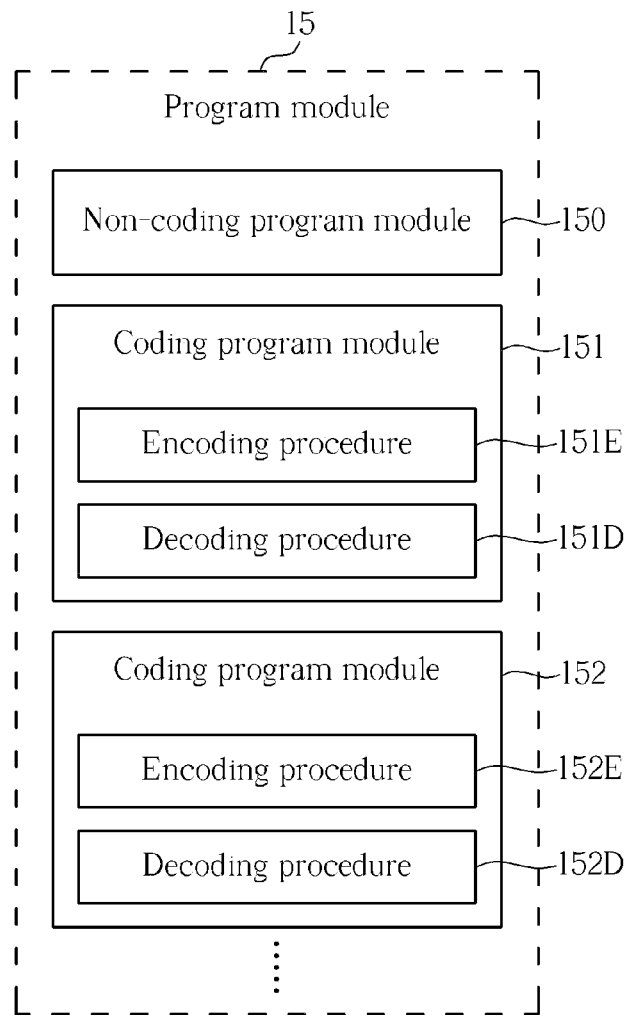 15
Program module
Non-coding program module
150
Coding program module
151
Encoding procedure
151E
Decoding procedure
151D
Coding program module
152
Encoding procedure
152E
Decoding procedure
152D